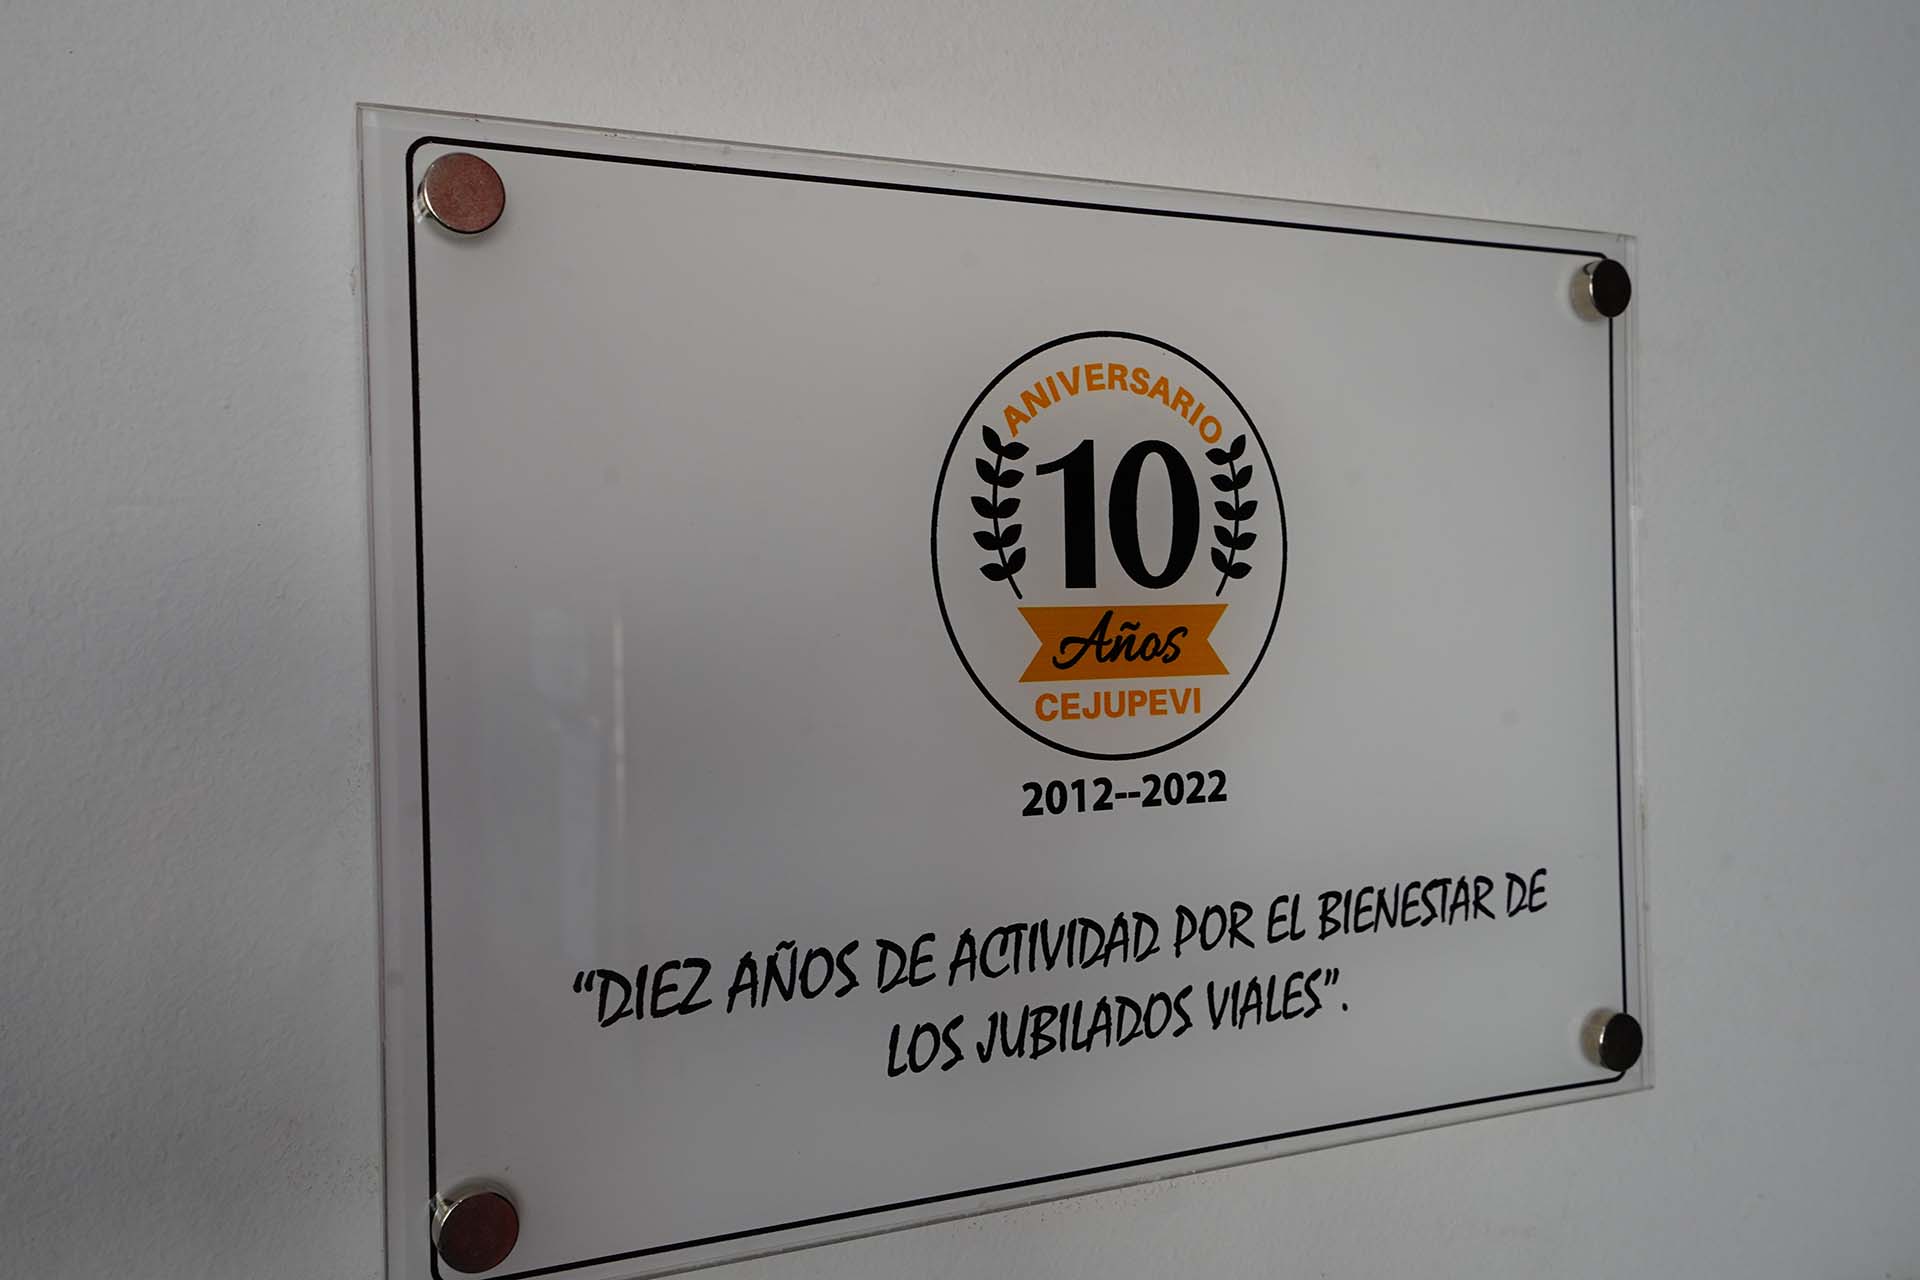 ANIVERSARIO
10
Años
CEJUPEVI
2012--2022
“DIEZ AÑOS DE ACTIVIDAD POR EL BIENESTAR DE
LOS JUBILADOS VIALES”.